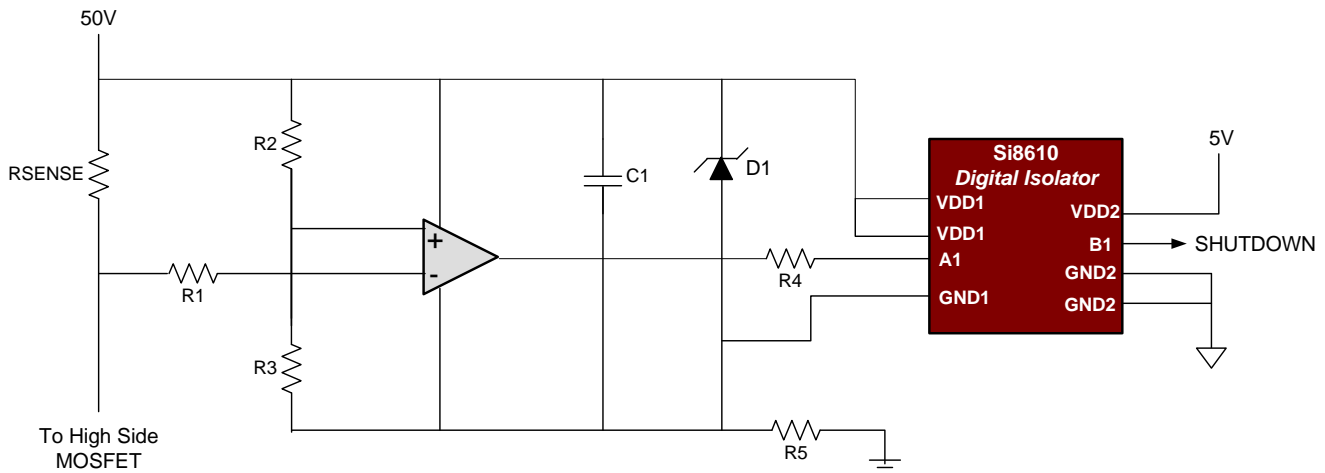 50V
RSENSE
R1
R2
R3
To High Side
MOSFET
+
-
C1
D1
R4
R5
Si8610
Digital Isolator
VDD1
VDD1
A1
GND1
VDD2
B1
GND2
GND2
5V
SHUTDOWN